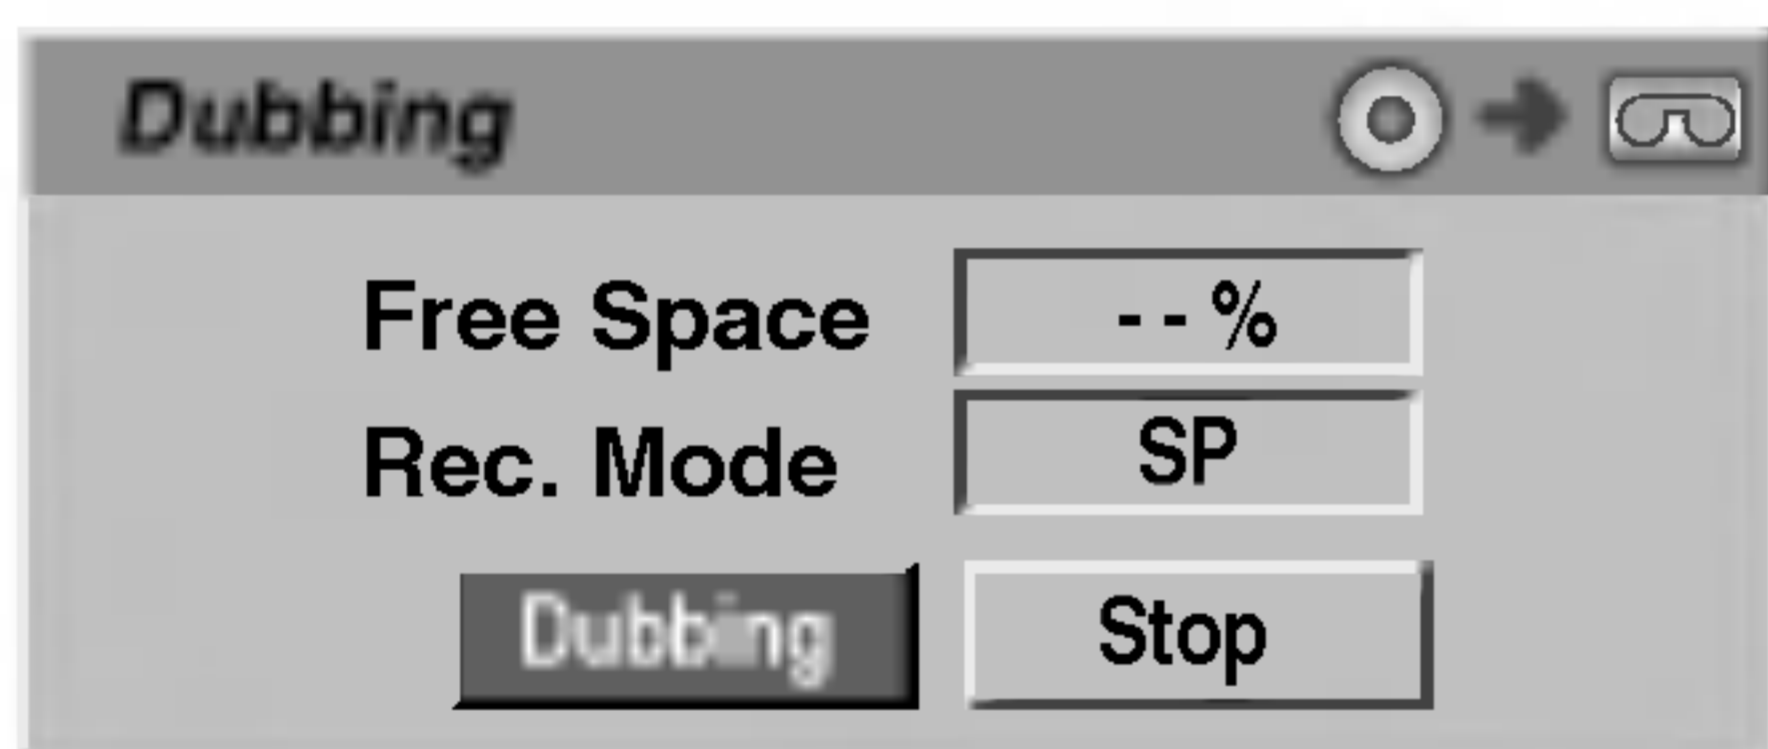 Dubbing
Free Space - - %
Rec. Mode SP
Dubbing Stop